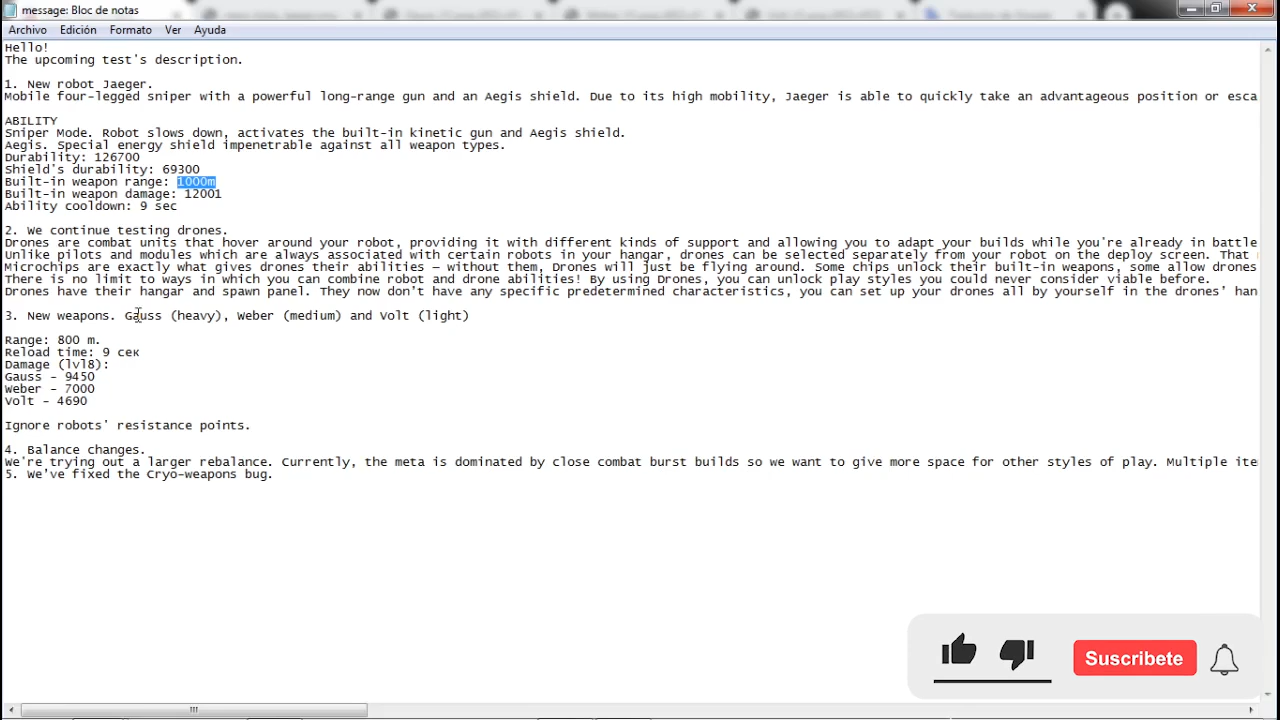 message: Bloc de notas
Archivo Edición Formato Ver Ayuda
Hello!
The upcoming test's description.
1. New robot Jaeger.
Mobile four-legged sniper with a powerful long-range gun and an Aegis shield. Due to its high mobility, Jaeger is able to quickly take an advantageous position or esca
ABILITY
Sniper Mode. Robot slows down, activates the built-in kinetic gun and Aegis shield.
Aegis. Special energy shield impenetrable against all weapon types.
Durability: 126700
Shield's durability: 69300
Built-in weapon range: 1000m
Built-in weapon damage: 12001
Ability cooldown: 9 sec
2. We continue testing drones.
Drones are combat units that hover around your robot, providing it with different kinds of support and allowing you to adapt your builds while you're already in battle
Unlike pilots and modules which are always associated with certain robots in your hangar, drones can be selected separately from your robot on the deploy screen. That
Microchips are exactly what gives drones their abilities – without them, Drones will just be flying around. Some chips unlock their built-in weapons, some allow drones
There is no limit to ways in which you can combine robot and drone abilities! By using Drones, you can unlock play styles you could never consider viable before.
Drones have their hangar and spawn panel. They now don’t have any specific predetermined characteristics, you can set up your drones all by yourself in the drones’ han
3. New weapons. Gauss (heavy), Weber (medium) and Volt (light)
Range: 800 m.
Reload time: 9 сек
Damage (lvl8):
Gauss - 9450
Weber - 7000
Volt - 4690
Ignore robots' resistance points.
4. Balance changes.
We're trying out a larger rebalance. Currently, the meta is dominated by close combat burst builds so we want to give more space for other styles of play. Multiple ite
5. We've fixed the Cryo-weapons bug.
Suscribete